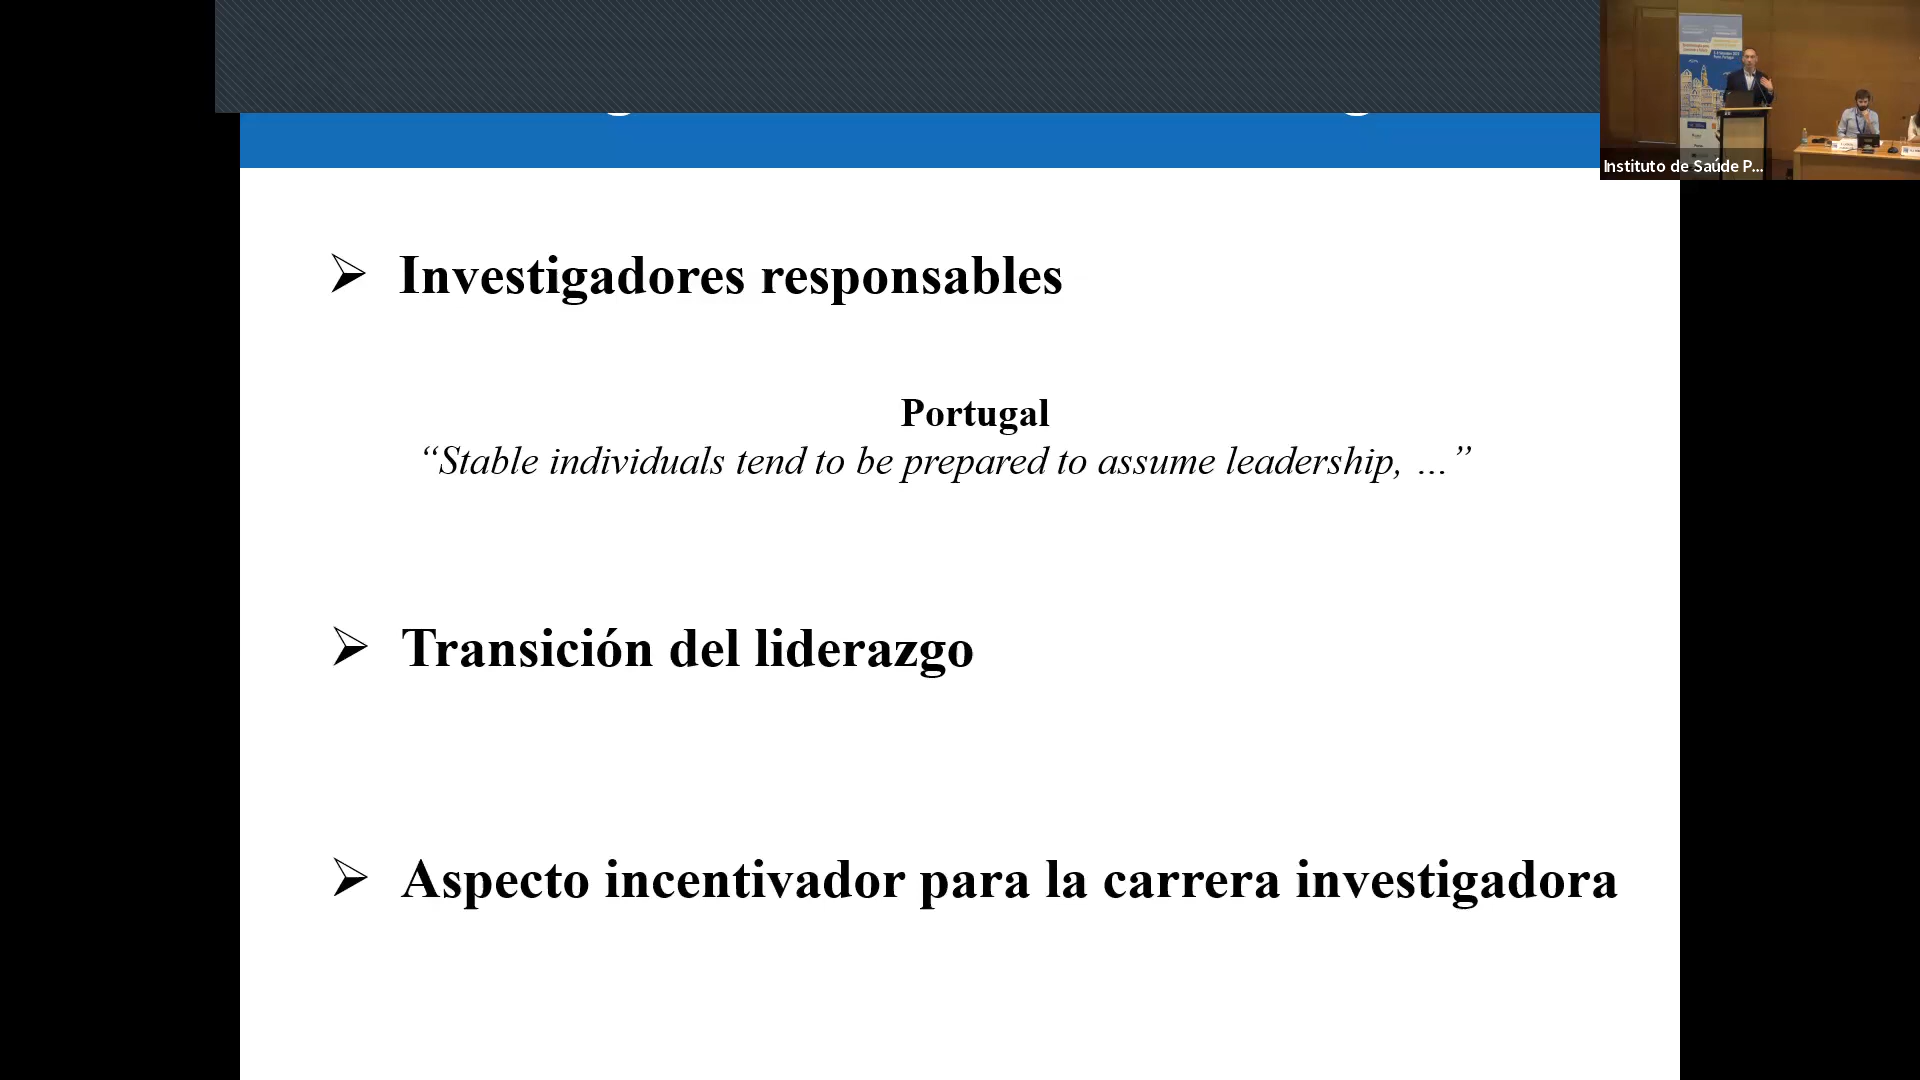 Instituto de Saúde P...
➢ Investigadores responsables
Portugal
“Stable individuals tend to be prepared to assume leadership, …”
➢ Transición del liderazgo
➢ Aspecto incentivador para la carrera investigadora